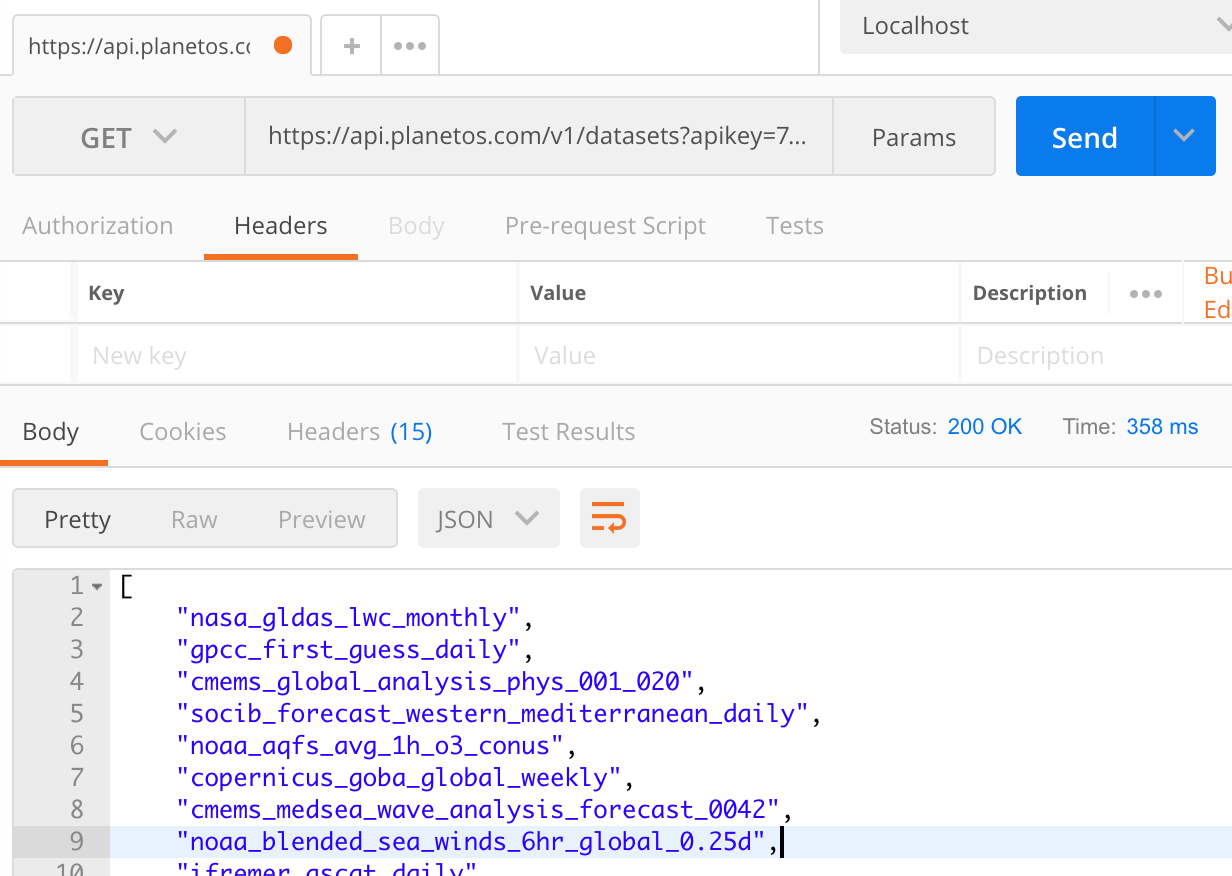 https://api.planetos.cc
Localhost
GET https://api.planetos.com/v1/datasets?apikey=7... Params Send
Authorization Headers Body Pre-request Script Tests
Key Value Description Bu
Ed
New key Value Description
Body Cookies Headers (15) Test Results Status: 200 OK Time: 358 ms
Pretty Raw Preview JSON
1 [
2 "nasa_gldas_lwc_monthly",
3 "gpcc_first_guess_daily",
4 "cmems_global_analysis_phys_001_020",
5 "socib_forecast_western_mediterranean_daily",
6 "noaa_aqfs_avg_1h_o3_conus",
7 "copernicus_goba_global_weekly",
8 "cmems_medsea_wave_analysis_forecast_0042",
9 "noaa_blended_sea_winds_6hr_global_0.25d",
10 "ifremer_ascat_daily"